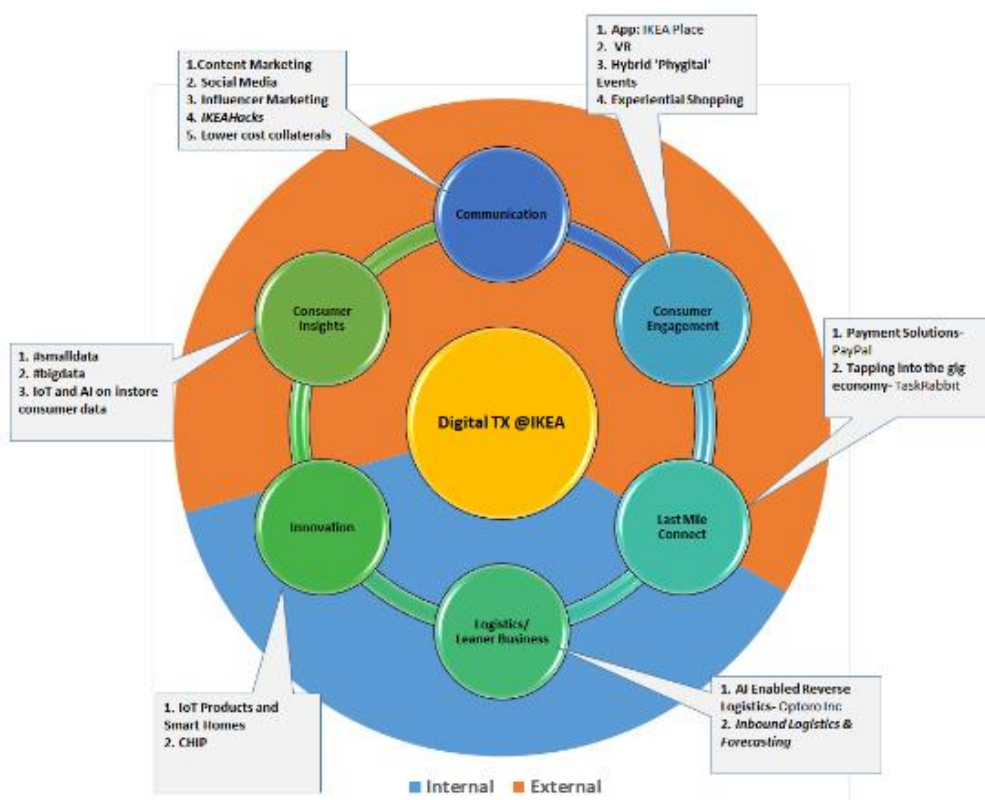 1. App: IKEA Place
2. VR
3. Hybrid 'Phygital'
Events
4. Experiential Shopping
1.Content Marketing
2. Social Media
3. Influencer Marketing
4. IKEAHacks
5. Lower cost collaterals
Communication
Consumer
Insights
Consumer
Engagement
1. #smalldata
2. #bigdata
3. IoT and AI on instore
consumer data
1. Payment Solutions-
PayPal
2. Tapping into the gig
economy- TaskRabbit
Digital TX @IKEA
Innovation
Last Mile
Connect
Logistics/
Leaner Business
1. IoT Products and
Smart Homes
2. CHIP
1. AI Enabled Reverse
Logistics- Optoro Inc
2. Inbound Logistics &
Forecasting
Internal External